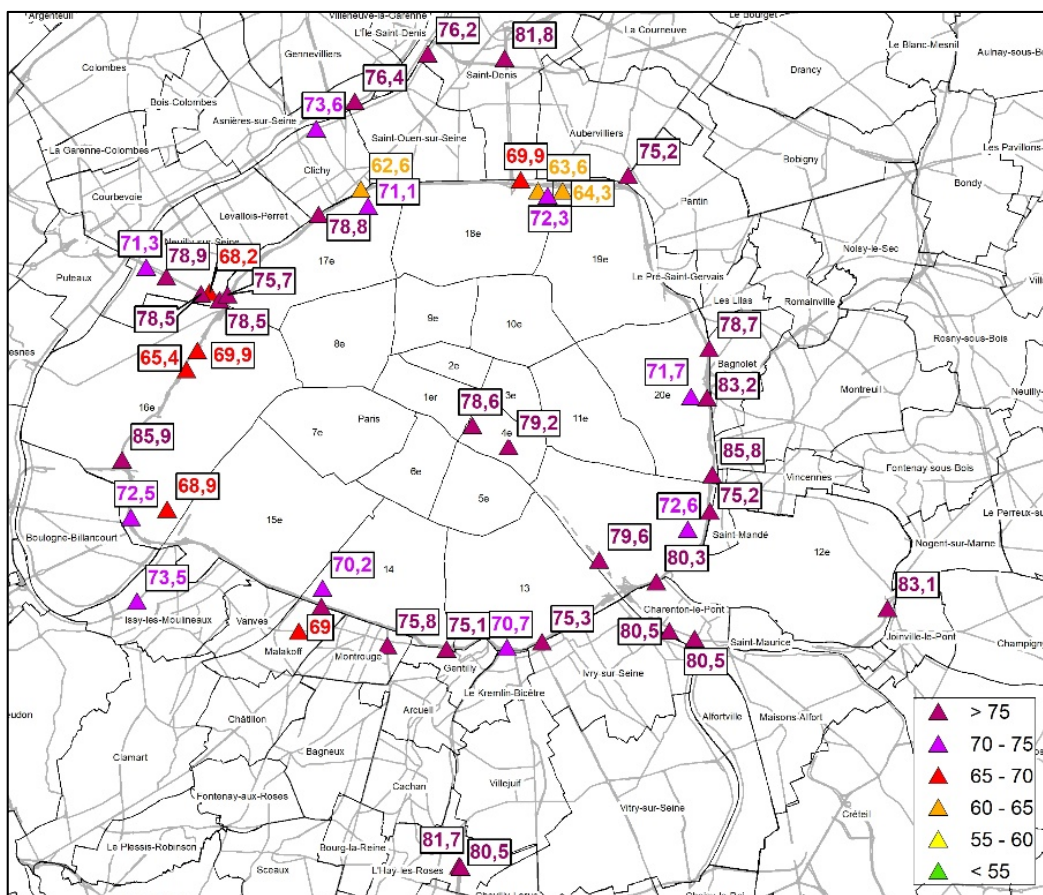 Argenteuil
Villeneuve-la-Garenne
L'Île-Saint-Denis
76,2
81,8
La Courneuve
Le Bourget
Le Blanc-Mesnil
Aulnay-sous-B
Gennevilliers
Saint-Denis
Colombes
Drancy
76,4
Bois-Colombes
73,6
Asnières-sur-Seine
Saint-Ouen-sur-Seine
Aubervilliers
La Garenne-Colombes
Bobigny
Les Pavillons-
Clichy
62,6
69,9
63,6
75,2
Bondy
Courbevoie
71,1
64,3
Pantin
Levallois-Perret
78,8
72,3
18e
71,3
Neuilly-sur-Seine
68,2
17e
19e
Noisy-le-Sec
Puteaux
78,9
75,7
Le Pré-Saint-Gervais
Les Lilas
Romainville
78,5
78,5
9e
10e
78,7
Rosny-sous-Bois
8e
65,4
69,9
2e
71,7
Bagnolet
esnes
16e
1er
3e
20e
83,2
Montreuil
Neuilly-
Paris
78,6
11e
7e
79,2
4e
85,9
85,8
6e
Vincennes
Fontenay-sous-Bois
72,5
68,9
5e
75,2
72,6
Le Perreux-su
15e
Saint-Mandé
Boulogne-Billancourt
79,6
12e
Nogent-sur-Marne
70,2
14
13
80,3
73,5
83,1
Issy-les-Moulineaux
Vanves
69
75,8
75,1
70,7
75,3
Charenton-le-Pont
80,5
Saint-Maurice
Joinville-le-Pont
Champign
Malakoff
Montrouge
Gentilly
80,5
Ivry-sur-Seine
Le Kremlin-Bicêtre
Arcueil
Alfortville
Maisons-Alfort
eudon
Châtillon
Bagneux
Clamart
Villejuif
Cachan
Fontenay-aux-Roses
Vitry-sur-Seine
Créteil
Le Plessis-Robinson
Bourg-la-Reine
81,7
80,5
Sceaux
L'Haÿ-les-Roses
> 75
70 - 75
65 - 70
60 - 65
55 - 60
< 55